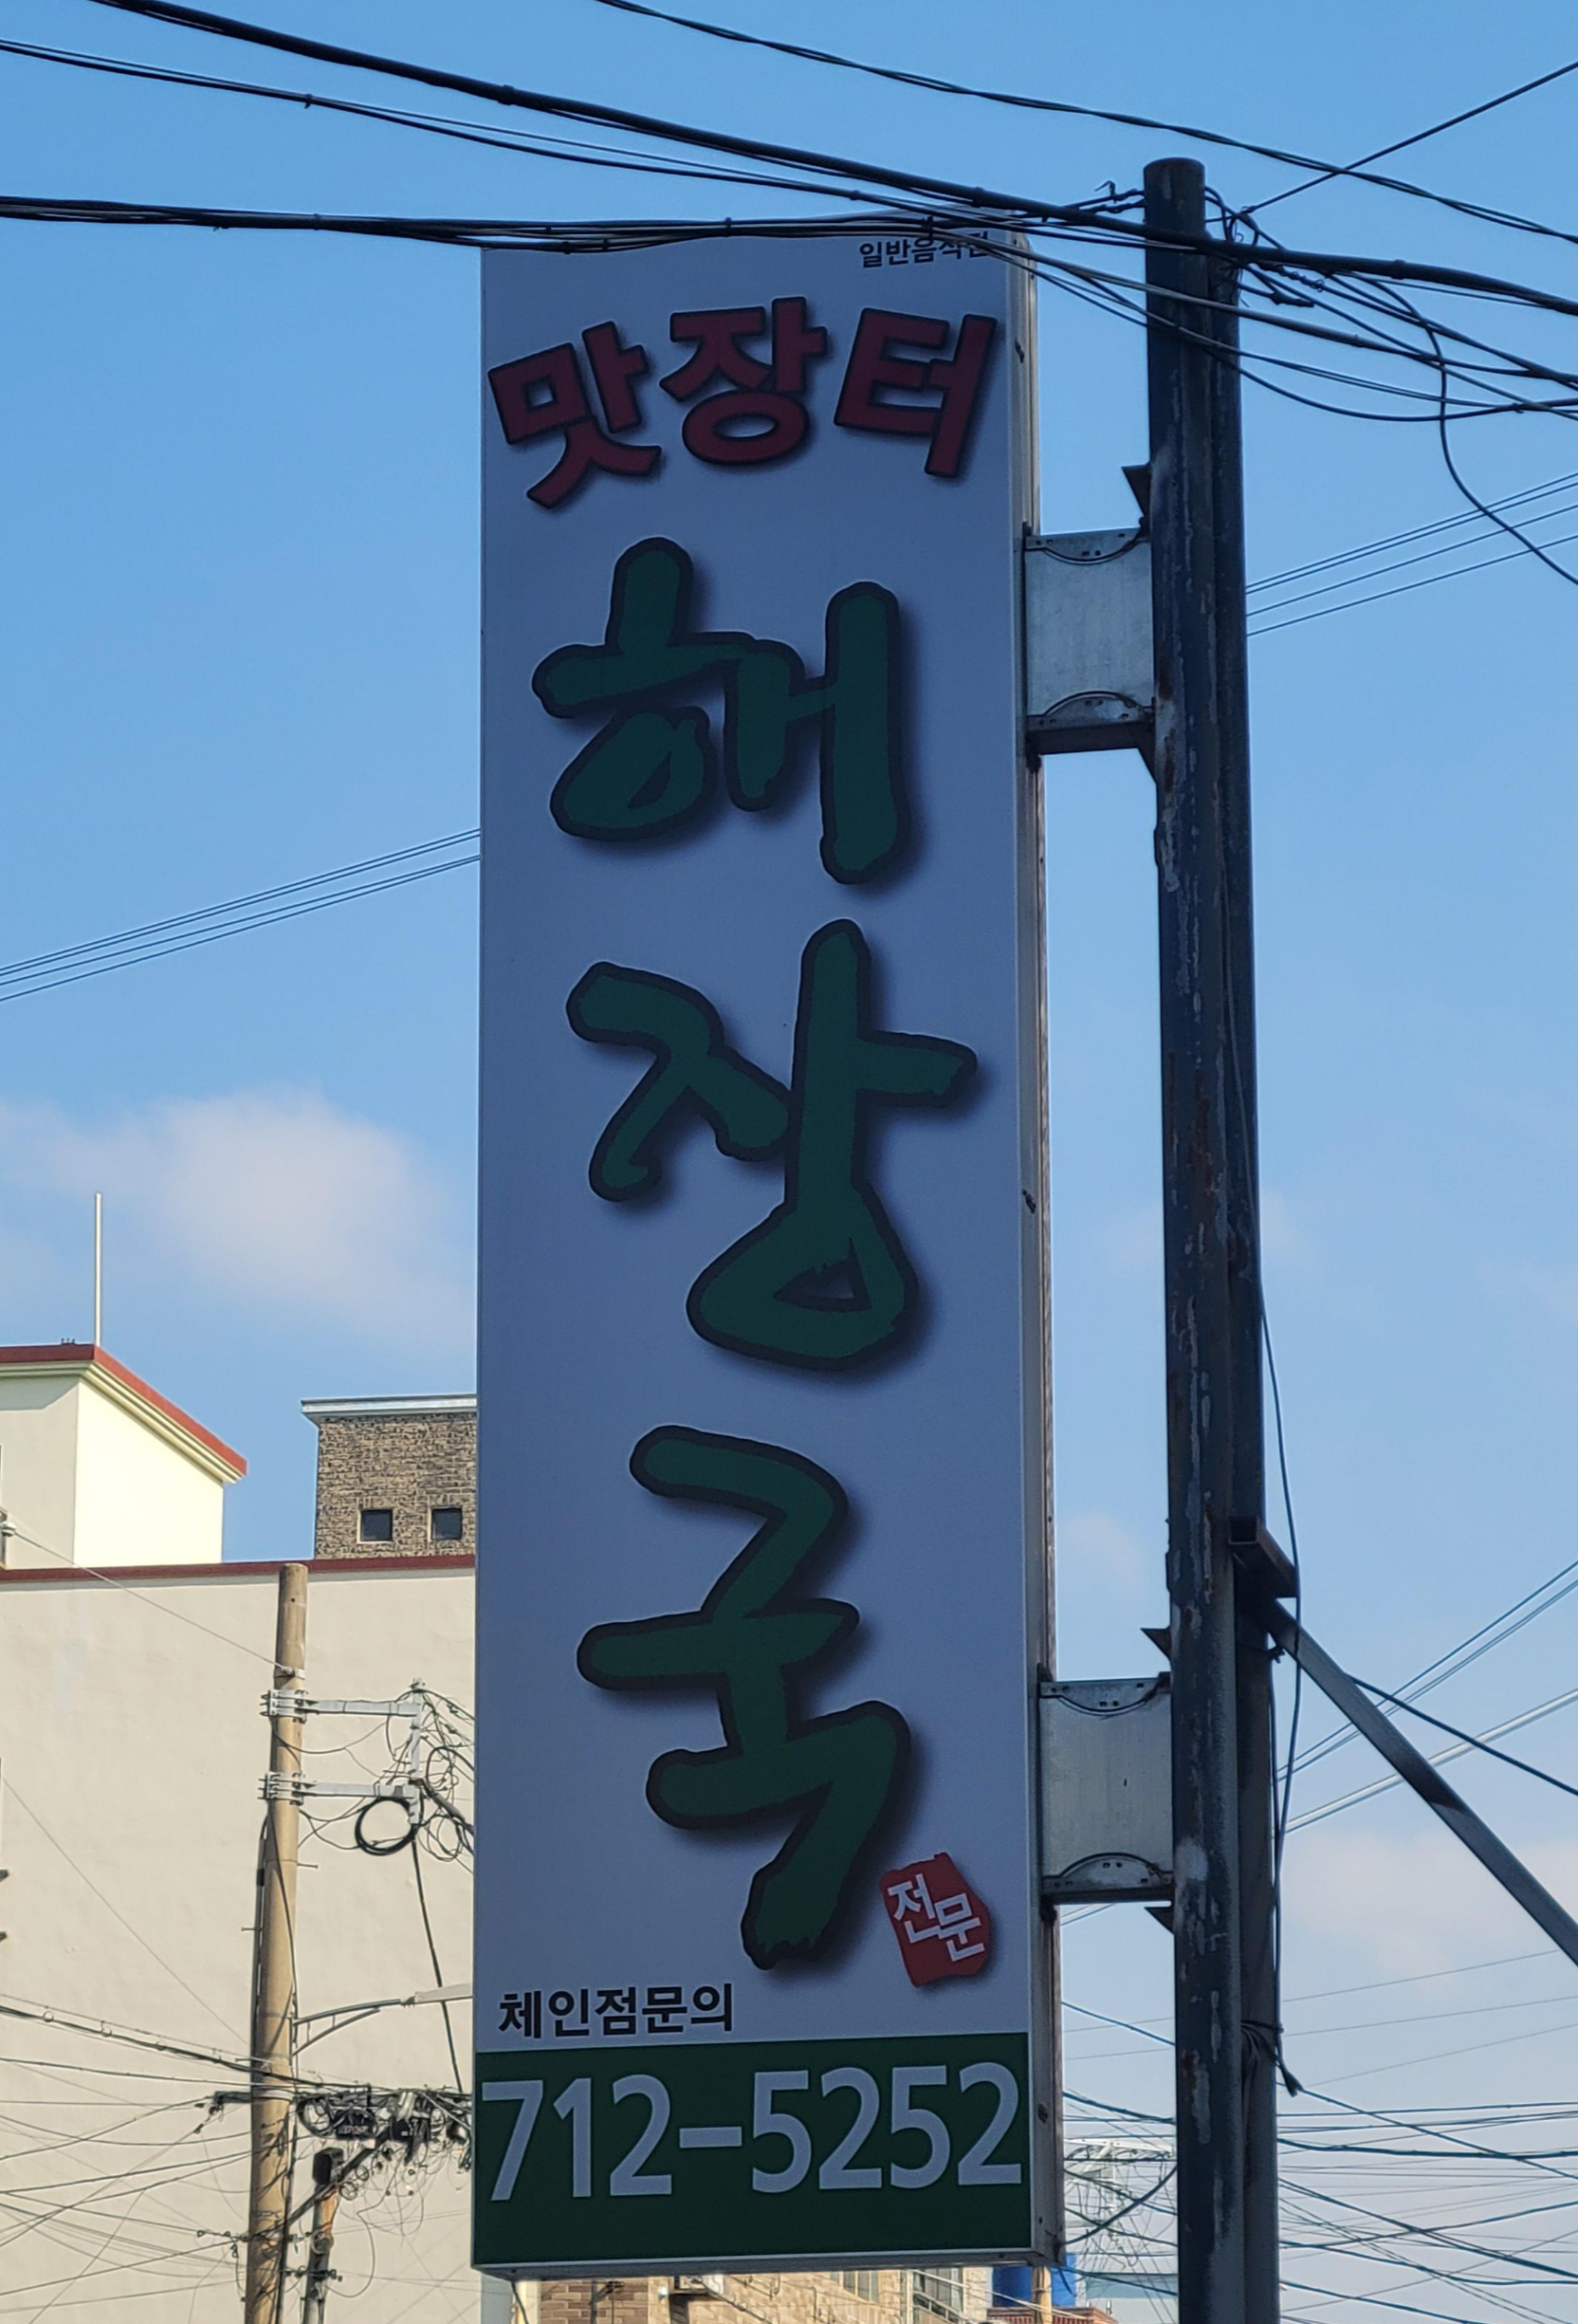 일반음식점
맛장터
해장국
전문
체인점문의
712-5252